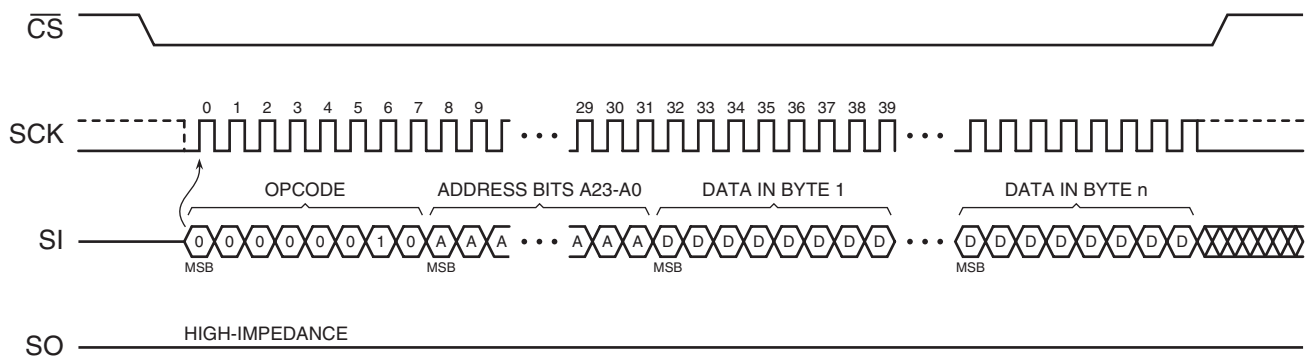 CS
0 1 2 3 4 5 6 7 8 9 29 30 31 32 33 34 35 36 37 38 39
SCK • • • • • •
OPCODE ADDRESS BITS A23-A0 DATA IN BYTE 1 DATA IN BYTE n
SI 0 0 0 0 0 0 1 0 A A A • • • A A A D D D D D D D D • • • D D D D D D D D
MSB MSB MSB MSB
HIGH-IMPEDANCE
SO